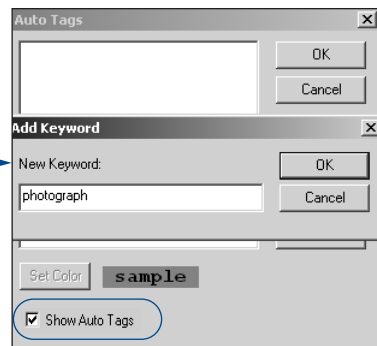 Auto Tags
OK
Cancel
Add Keyword
New Keyword:
OK
photograph
Cancel
Set Color
sample
Show Auto Tags